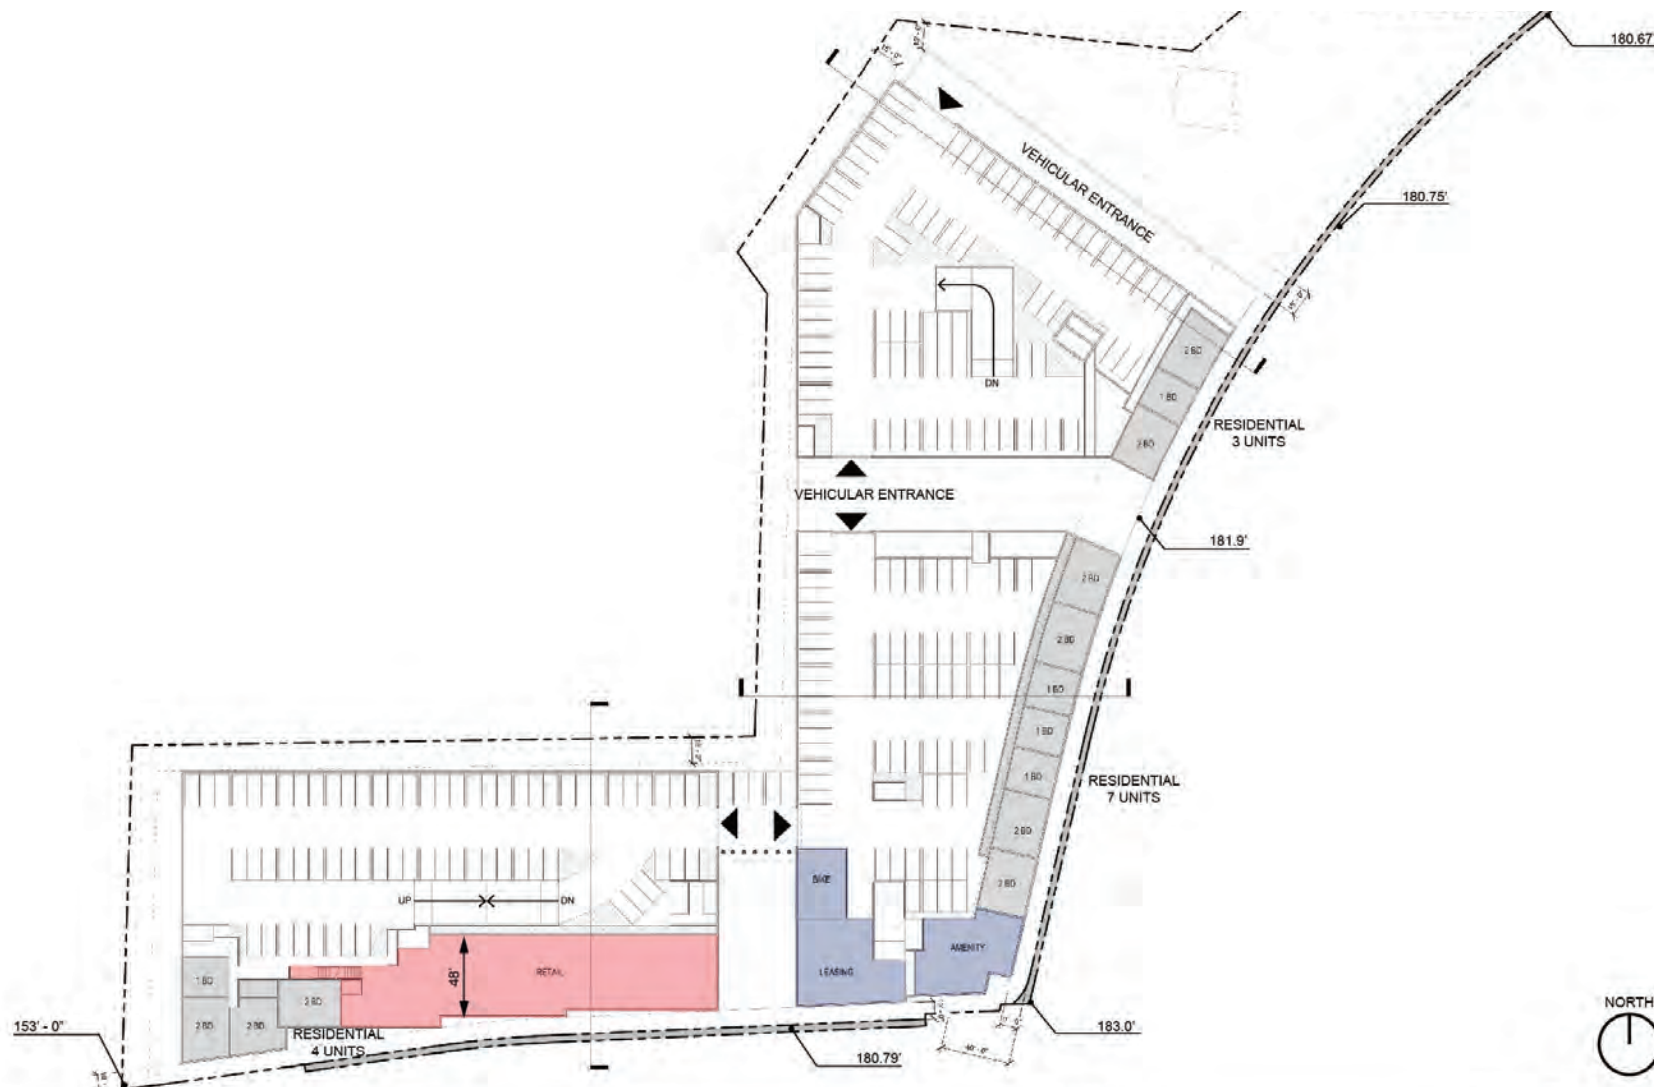 180.67'
15' - 0"
VEHICULAR ENTRANCE
180.75'
2 BD
1 BD
2 BD
DN
RESIDENTIAL
3 UNITS
VEHICULAR ENTRANCE
181.9'
2 BD
2 BD
1 BD
1 BD
1 BD
2 BD
2 BD
RESIDENTIAL
7 UNITS
BIKE
UP
DN
AMENITY
LEASING
RETAIL
48'
1 BD
2 BD
2 BD
2 BD
RESIDENTIAL
4 UNITS
153' - 0"
180.79'
183.0'
NORTH